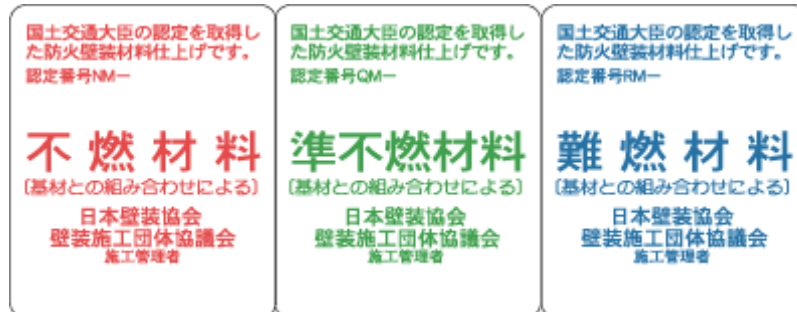 国土交通大臣の認定を取得し
た防火壁装材料仕上げです。
認定番号NMー
不燃材料
(基材との組み合わせによる)
日本壁装協会
壁装施工団体協議会
施工管理者
国土交通大臣の認定を取得し
た防火壁装材料仕上げです。
認定番号QMー
準不燃材料
(基材との組み合わせによる)
日本壁装協会
壁装施工団体協議会
施工管理者
国土交通大臣の認定を取得し
た防火壁装材料仕上げです。
認定番号RMー
難燃材料
(基材との組み合わせによる)
日本壁装協会
壁装施工団体協議会
施工管理者